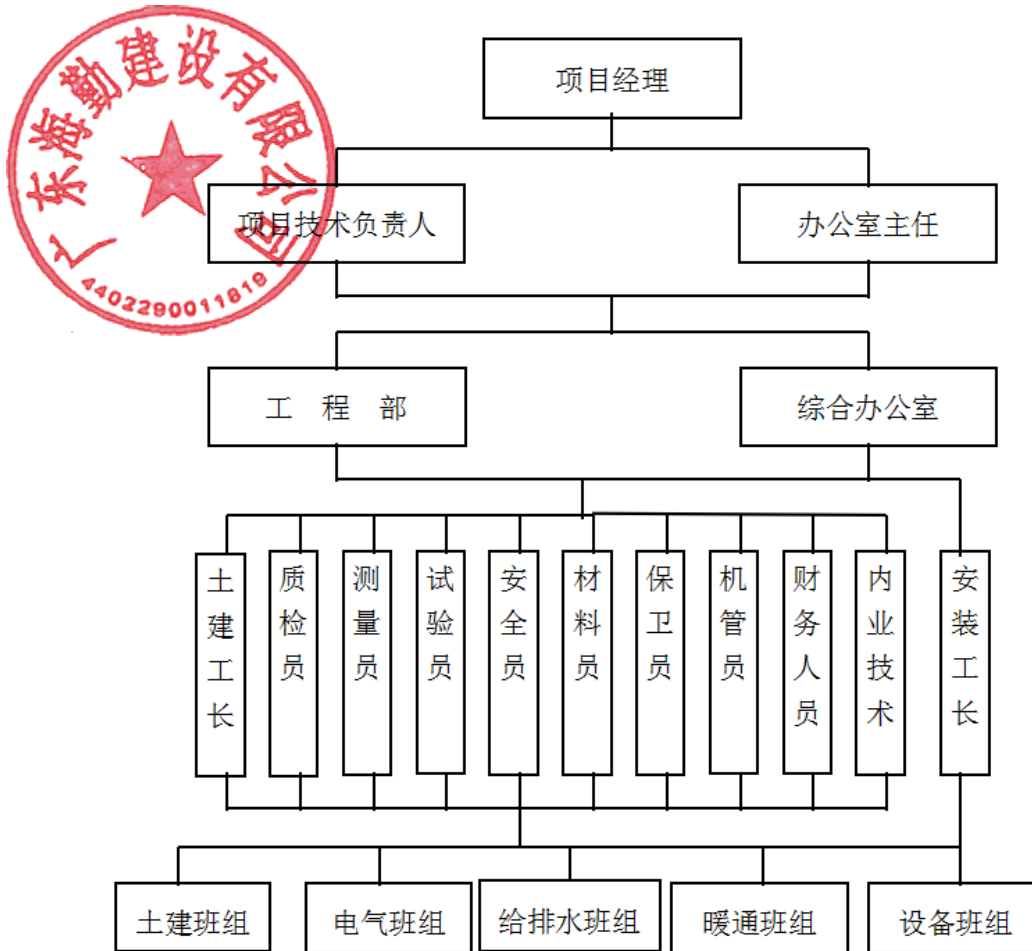 广东海勤建设有限公司
4402290011819
项目经理
项目技术负责人
办公室主任
工 程 部
综合办公室
土建工长
质检员
测量员
试验员
安全员
材料员
保卫员
机管员
财务人员
内业技术
安装工长
土建班组
电气班组
给排水班组
暖通班组
设备班组